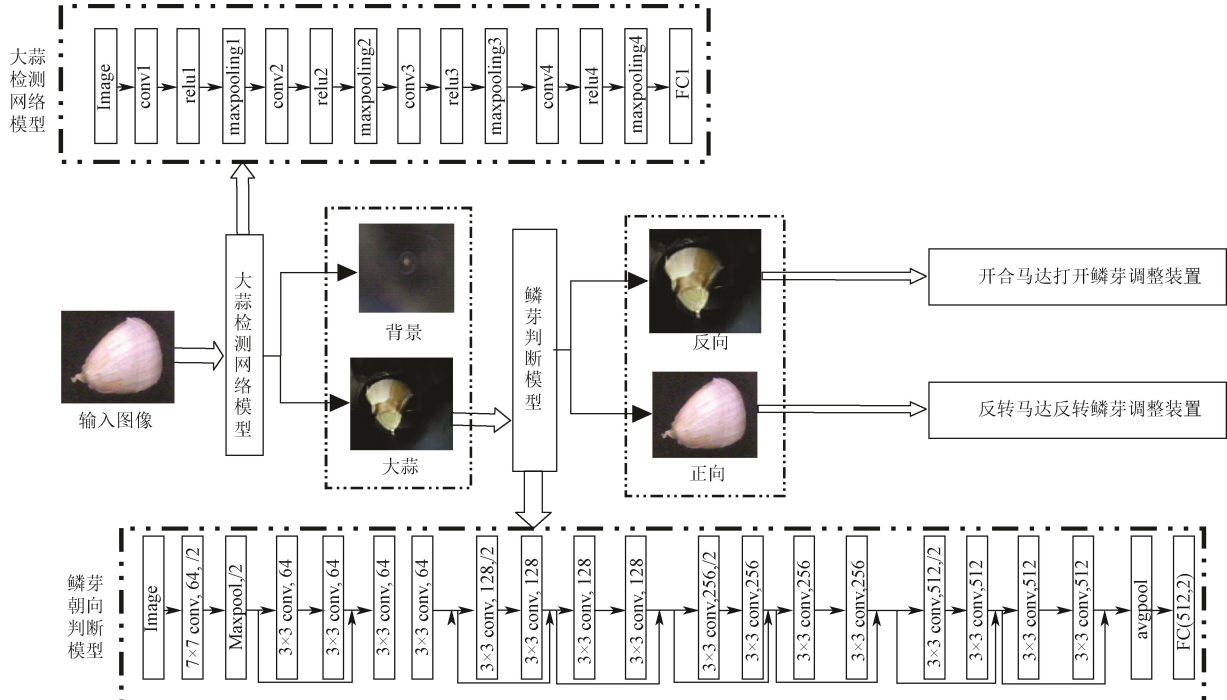 大蒜
检测
网络
模型
Image
conv1
relu1
maxpooling1
conv2
relu2
maxpooling2
conv3
relu3
maxpooling3
conv4
relu4
maxpooling4
FC1
输入图像
大蒜检测网络模型
背景
大蒜
鳞芽判断模型
反向
正向
开合马达打开鳞芽调整装置
反转马达反转鳞芽调整装置
鳞芽
朝向
判断
模型
Image
7×7 conv, 64, /2
Maxpool,/2
3×3 conv, 64
3×3 conv, 64
3×3 conv, 64
3×3 conv, 64
3×3 conv, 128,/2
3×3 conv, 128
3×3 conv, 128
3×3 conv, 128
3×3 conv,256,/2
3×3 conv,256
3×3 conv,256
3×3 conv,256
3×3 conv,512,/2
3×3 conv,512
3×3 conv,512
3×3 conv,512
avgpool
FC(512,2)